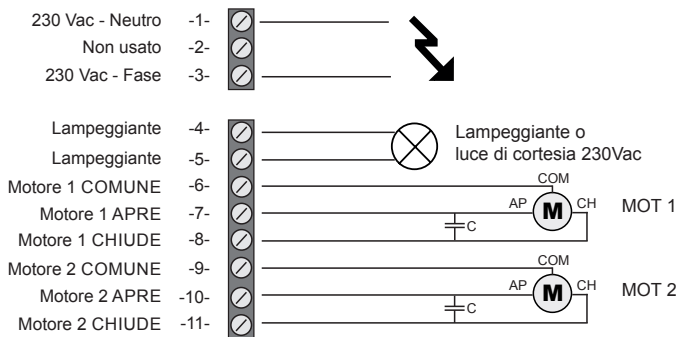 230 Vac - Neutro -1-
Non usato -2-
230 Vac - Fase -3-
Lampeggiante -4-
Lampeggiante -5-
Lampeggiante o
luce di cortesia 230Vac
Motore 1 COMUNE -6-
COM
Motore 1 APRE -7-
AP M CH MOT 1
C
Motore 1 CHIUDE -8-
Motore 2 COMUNE -9-
COM
Motore 2 APRE -10-
AP M CH MOT 2
C
Motore 2 CHIUDE -11-